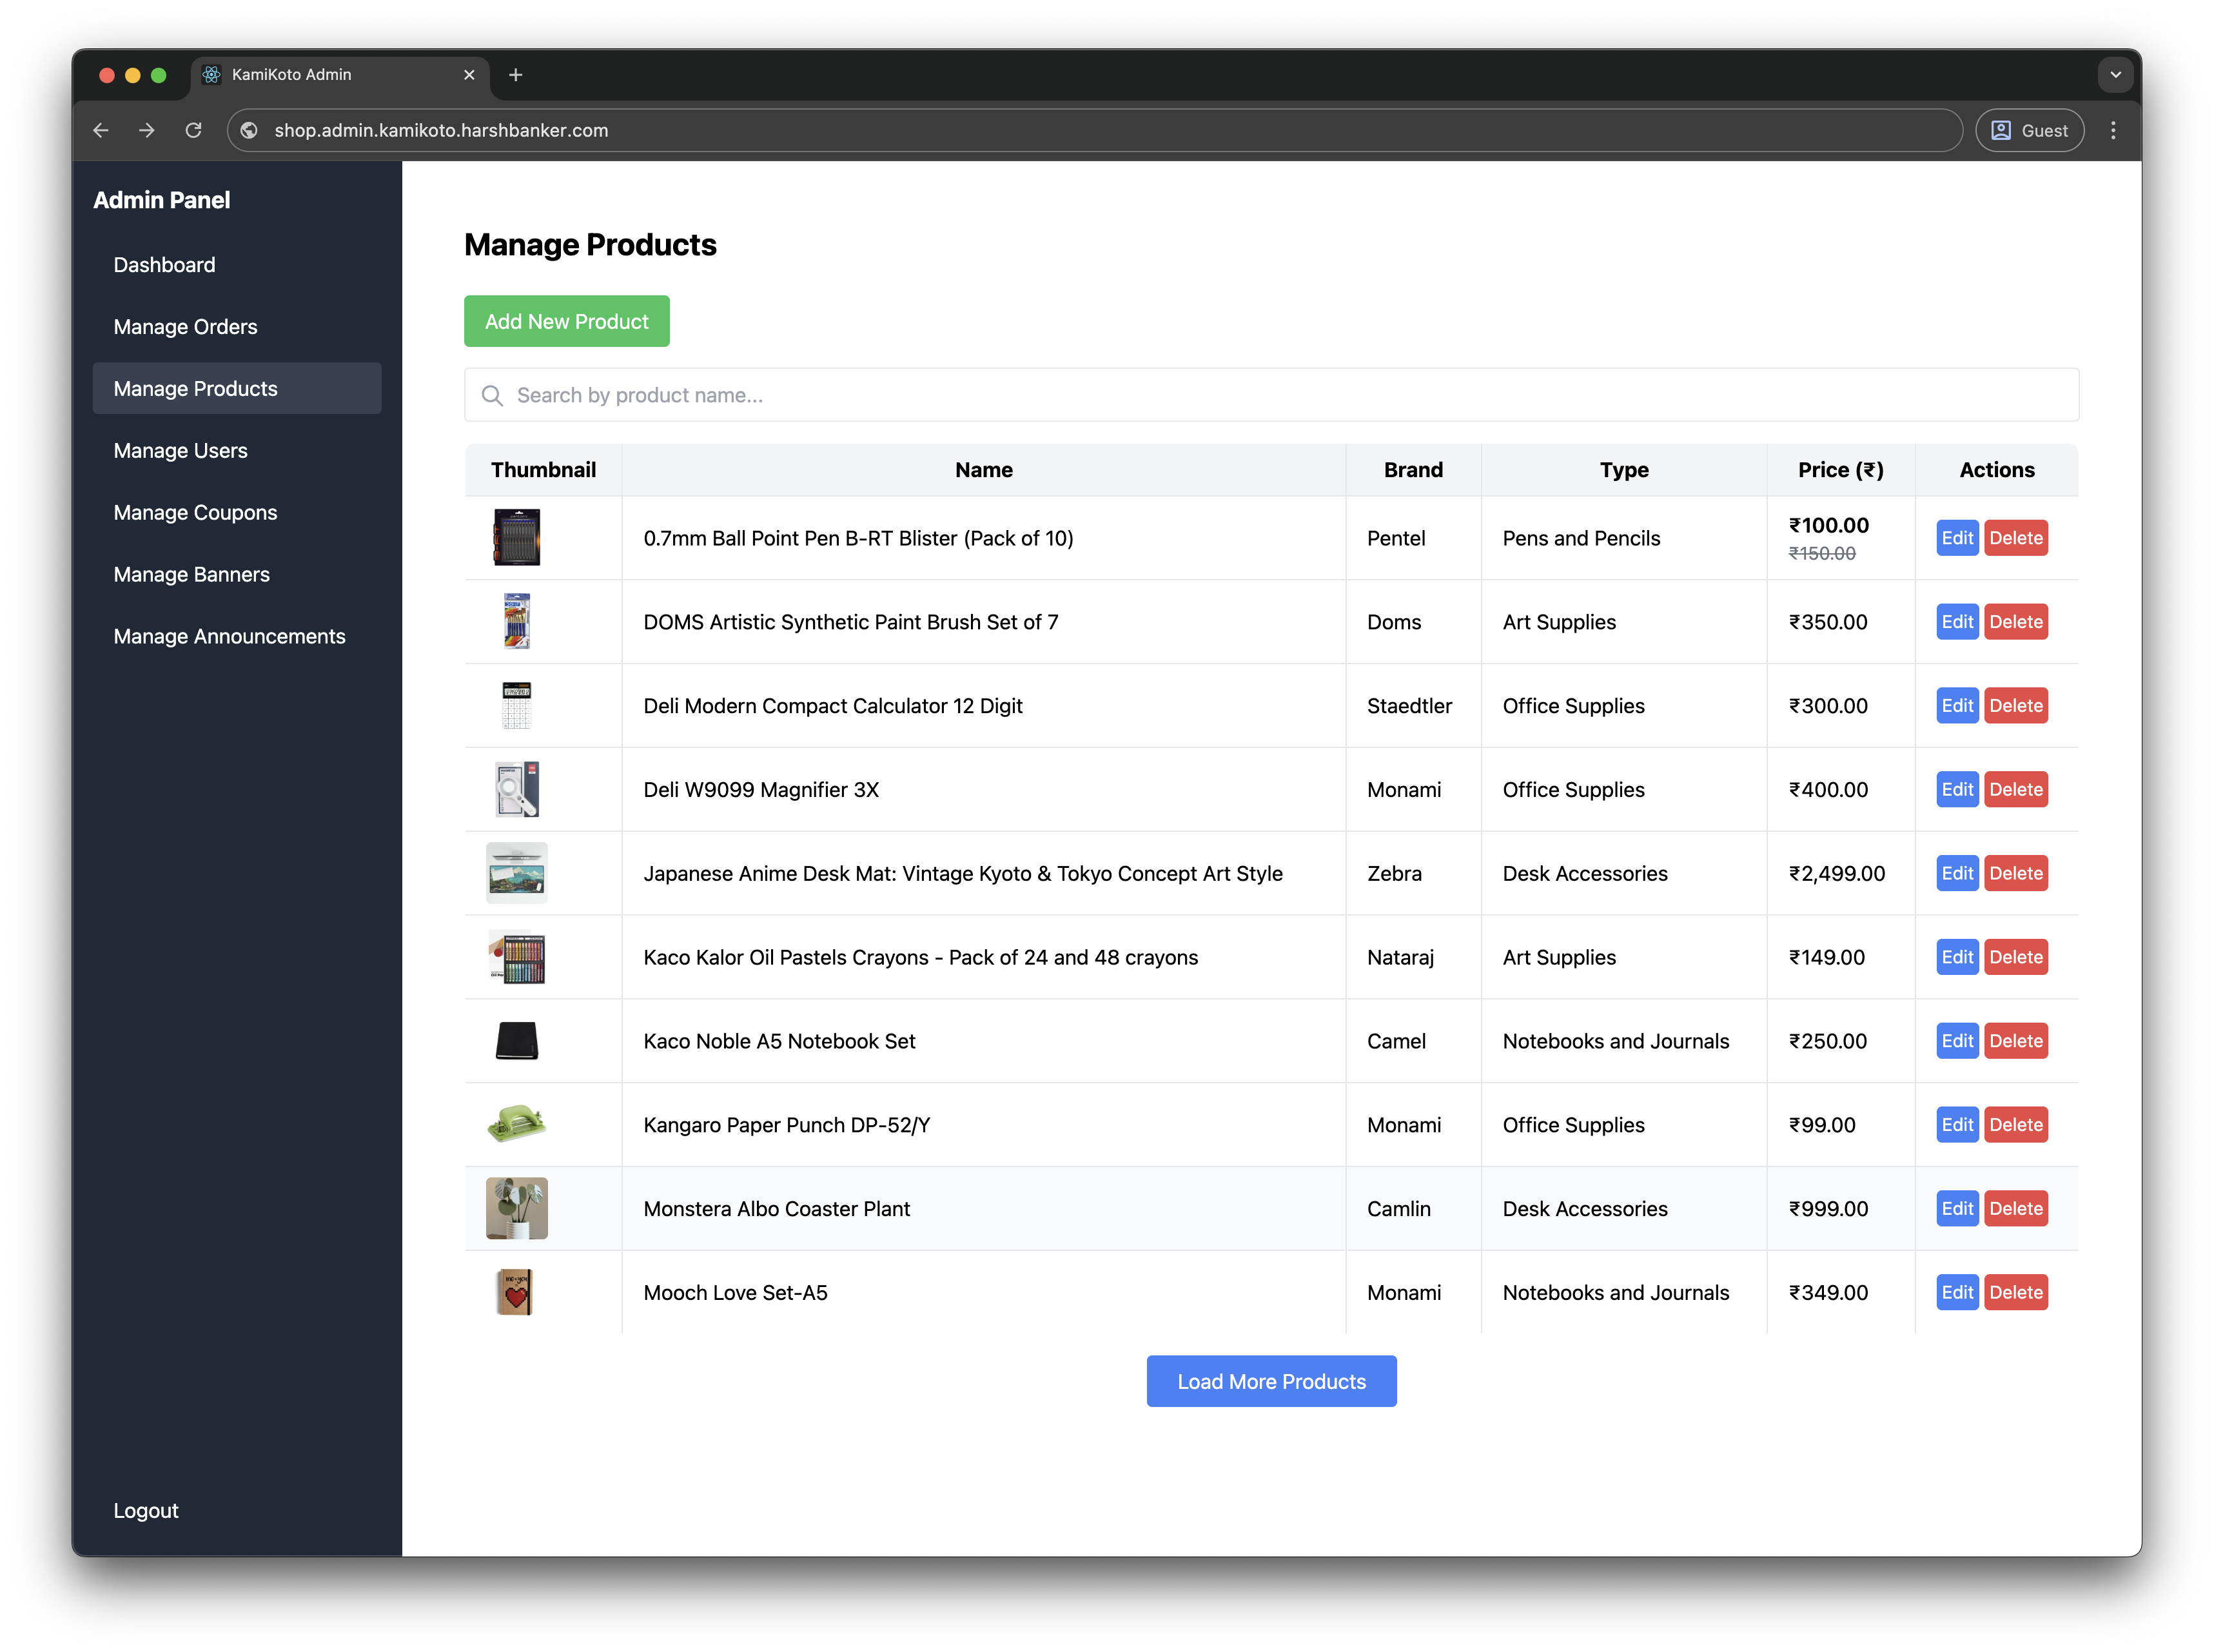 KamiKoto Admin
shop.admin.kamikoto.harshbanker.com
Guest
Admin Panel
Dashboard
Manage Orders
Manage Products
Manage Users
Manage Coupons
Manage Banners
Manage Announcements
Logout
Manage Products
Add New Product
Search by product name...
Thumbnail Name Brand Type Price (₹) Actions
0.7mm Ball Point Pen B-RT Blister (Pack of 10) Pentel Pens and Pencils ₹100.00 ₹150.00 Edit Delete
DOMS Artistic Synthetic Paint Brush Set of 7 Doms Art Supplies ₹350.00 Edit Delete
Deli Modern Compact Calculator 12 Digit Staedtler Office Supplies ₹300.00 Edit Delete
Deli W9099 Magnifier 3X Monami Office Supplies ₹400.00 Edit Delete
Japanese Anime Desk Mat: Vintage Kyoto & Tokyo Concept Art Style Zebra Desk Accessories ₹2,499.00 Edit Delete
Kaco Kalor Oil Pastels Crayons - Pack of 24 and 48 crayons Nataraj Art Supplies ₹149.00 Edit Delete
Kaco Noble A5 Notebook Set Camel Notebooks and Journals ₹250.00 Edit Delete
Kangaro Paper Punch DP-52/Y Monami Office Supplies ₹99.00 Edit Delete
Monstera Albo Coaster Plant Camlin Desk Accessories ₹999.00 Edit Delete
Mooch Love Set-A5 Monami Notebooks and Journals ₹349.00 Edit Delete
Load More Products